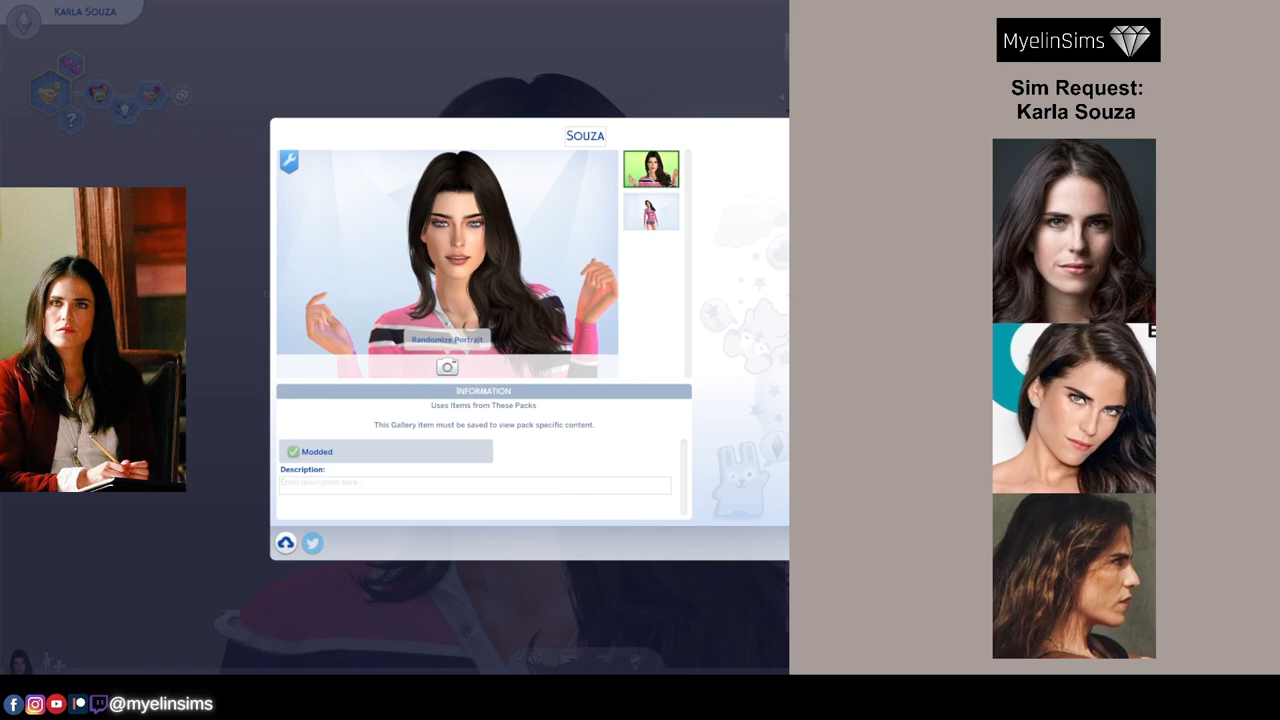 Karla Souza
?
Souza
Randomize Portrait
Information
Uses Items from These Packs
This Gallery item must be saved to view pack specific content.
Modded
Description:
Enter description here...
MyelinSims
Sim Request:
Karla Souza
E
@myelinsims